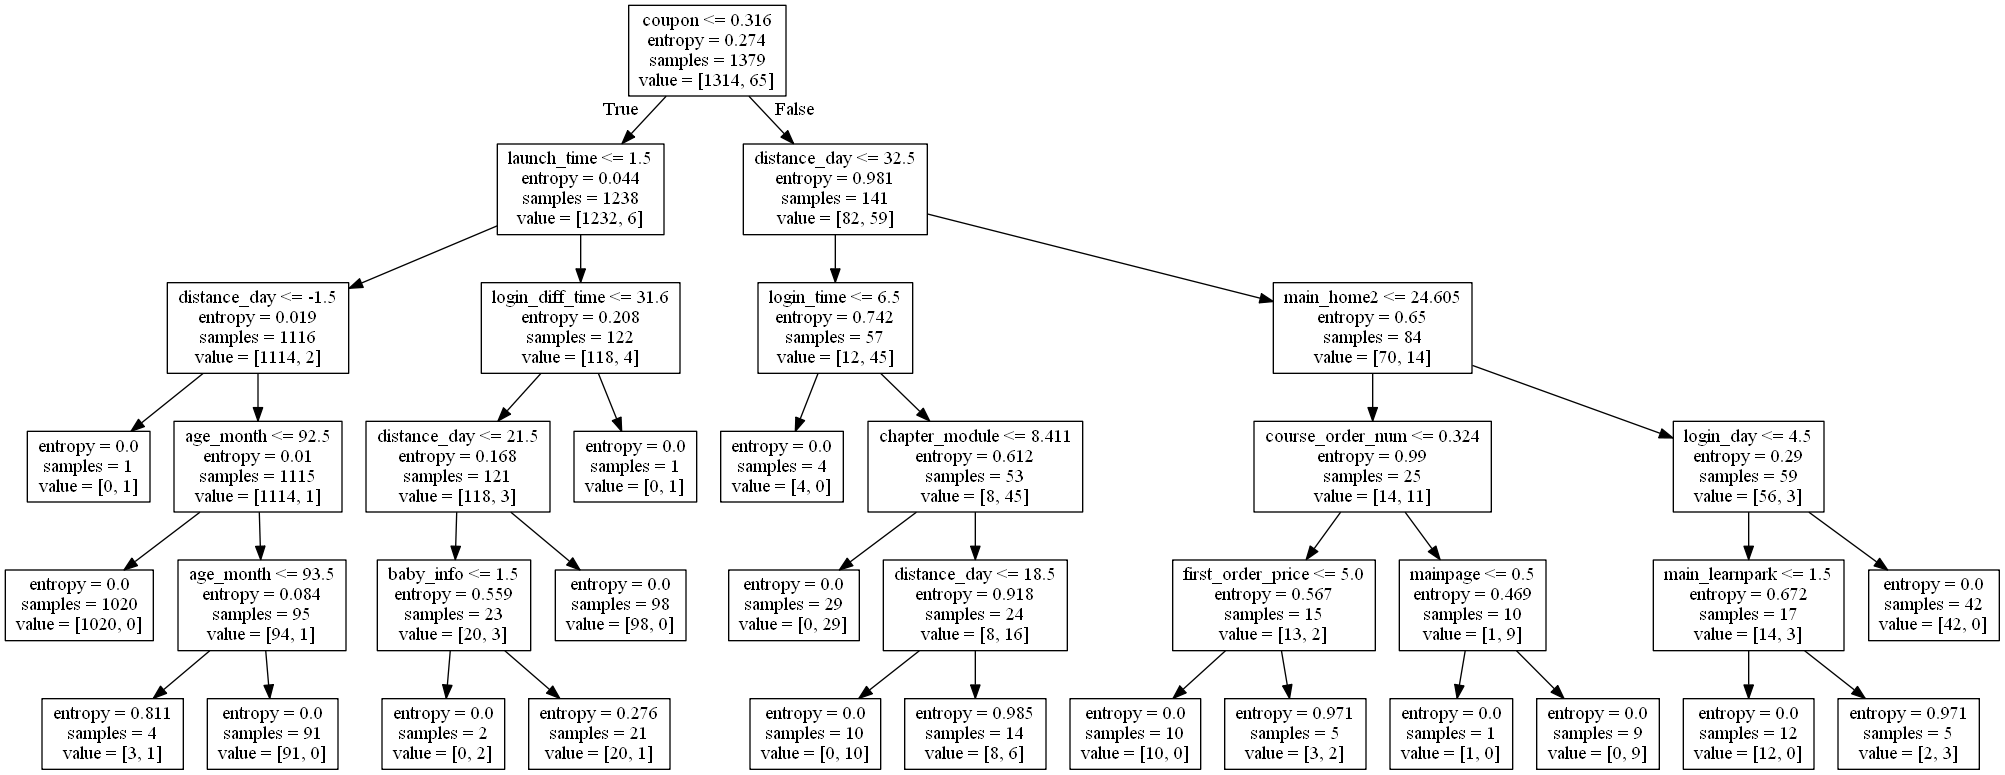 coupon <= 0.316
entropy = 0.274
samples = 1379
value = [1314, 65]
True
False
launch_time <= 1.5
entropy = 0.044
samples = 1238
value = [1232, 6]
distance_day <= 32.5
entropy = 0.981
samples = 141
value = [82, 59]
distance_day <= -1.5
entropy = 0.019
samples = 1116
value = [1114, 2]
login_diff_time <= 31.6
entropy = 0.208
samples = 122
value = [118, 4]
login_time <= 6.5
entropy = 0.742
samples = 57
value = [12, 45]
main_home2 <= 24.605
entropy = 0.65
samples = 84
value = [70, 14]
entropy = 0.0
samples = 1
value = [0, 1]
age_month <= 92.5
entropy = 0.01
samples = 1115
value = [1114, 1]
distance_day <= 21.5
entropy = 0.168
samples = 121
value = [118, 3]
entropy = 0.0
samples = 1
value = [0, 1]
entropy = 0.0
samples = 4
value = [4, 0]
chapter_module <= 8.411
entropy = 0.612
samples = 53
value = [8, 45]
course_order_num <= 0.324
entropy = 0.99
samples = 25
value = [14, 11]
login_day <= 4.5
entropy = 0.29
samples = 59
value = [56, 3]
entropy = 0.0
samples = 1020
value = [1020, 0]
age_month <= 93.5
entropy = 0.084
samples = 95
value = [94, 1]
baby_info <= 1.5
entropy = 0.559
samples = 23
value = [20, 3]
entropy = 0.0
samples = 98
value = [98, 0]
entropy = 0.0
samples = 29
value = [0, 29]
distance_day <= 18.5
entropy = 0.918
samples = 24
value = [8, 16]
first_order_price <= 5.0
entropy = 0.567
samples = 15
value = [13, 2]
mainpage <= 0.5
entropy = 0.469
samples = 10
value = [1, 9]
main_learnpark <= 1.5
entropy = 0.672
samples = 17
value = [14, 3]
entropy = 0.0
samples = 42
value = [42, 0]
entropy = 0.811
samples = 4
value = [3, 1]
entropy = 0.0
samples = 91
value = [91, 0]
entropy = 0.0
samples = 2
value = [0, 2]
entropy = 0.276
samples = 21
value = [20, 1]
entropy = 0.0
samples = 10
value = [0, 10]
entropy = 0.985
samples = 14
value = [8, 6]
entropy = 0.0
samples = 10
value = [10, 0]
entropy = 0.971
samples = 5
value = [3, 2]
entropy = 0.0
samples = 1
value = [1, 0]
entropy = 0.0
samples = 9
value = [0, 9]
entropy = 0.0
samples = 12
value = [12, 0]
entropy = 0.971
samples = 5
value = [2, 3]